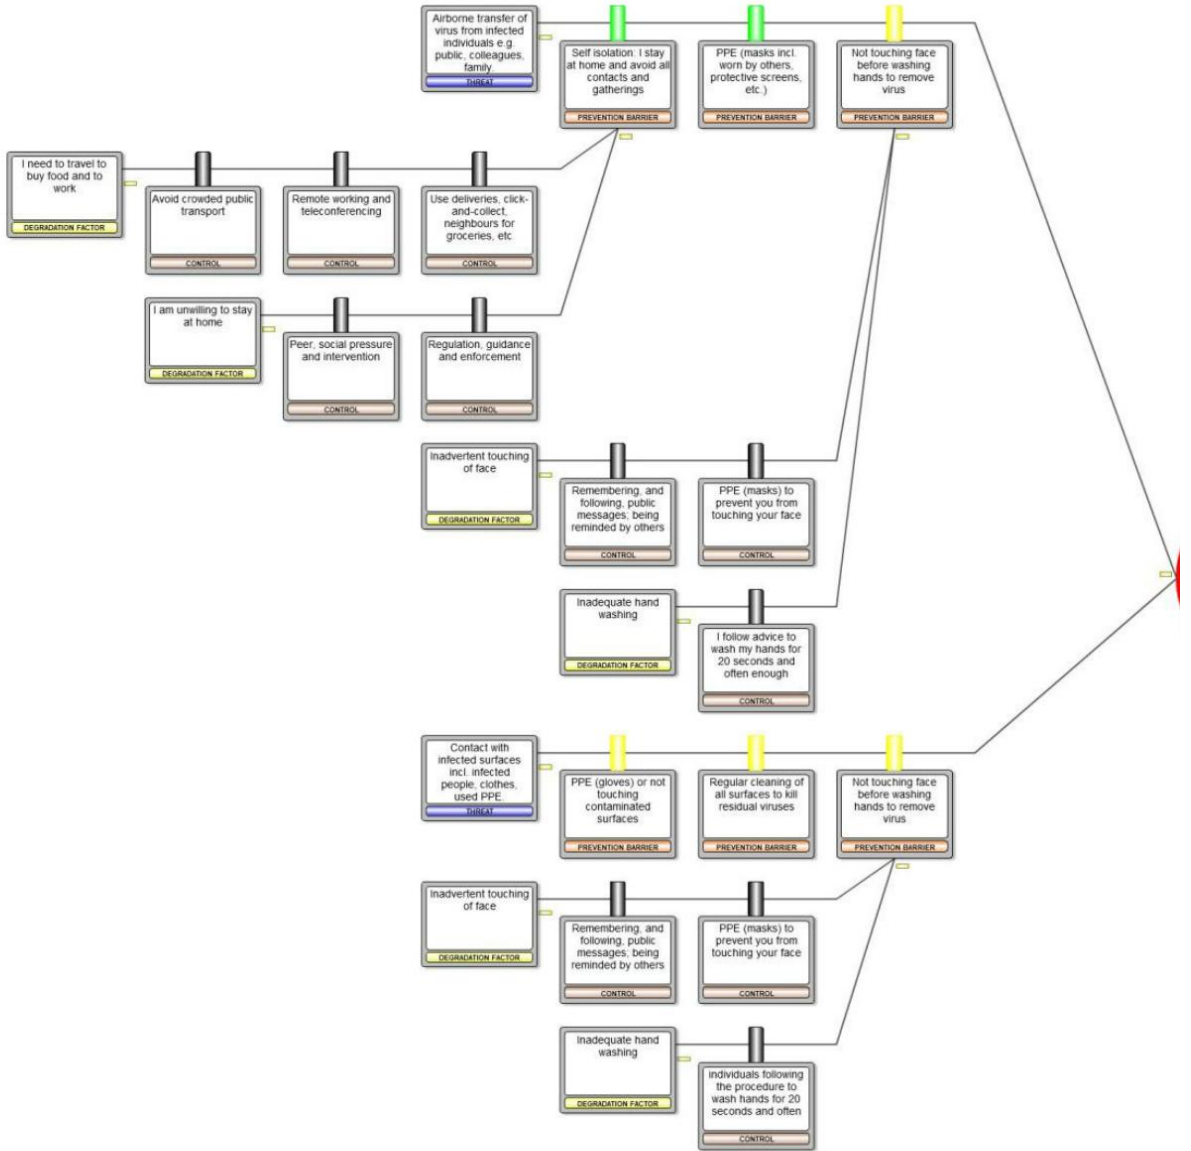 Airborne transfer of
virus from infected
individuals e.g.
public, colleagues,
family.
THREAT
Self isolation: I stay
at home and avoid all
contacts and
gatherings
PREVENTION BARRIER
PPE (masks incl.
worn by others,
protective screens,
etc.)
PREVENTION BARRIER
Not touching face
before washing
hands to remove
virus
PREVENTION BARRIER
I need to travel to
buy food and to
work
DEGRADATION FACTOR
Avoid crowded public
transport
CONTROL
Remote working and
teleconferencing
CONTROL
Use deliveries, click-
and-collect,
neighbours for
groceries, etc
CONTROL
I am unwilling to stay
at home
DEGRADATION FACTOR
Peer, social pressure
and intervention
CONTROL
Regulation, guidance
and enforcement
CONTROL
Inadvertent touching
of face
DEGRADATION FACTOR
Remembering, and
following, public
messages; being
reminded by others
CONTROL
PPE (masks) to
prevent you from
touching your face
CONTROL
Inadequate hand
washing
DEGRADATION FACTOR
I follow advice to
wash my hands for
20 seconds and
often enough
CONTROL
Contact with
infected surfaces
incl. infected
people, clothes,
used PPE.
THREAT
PPE (gloves) or not
touching
contaminated
surfaces
PREVENTION BARRIER
Regular cleaning of
all surfaces to kill
residual viruses
PREVENTION BARRIER
Not touching face
before washing
hands to remove
virus
PREVENTION BARRIER
Inadvertent touching
of face
DEGRADATION FACTOR
Remembering, and
following, public
messages; being
reminded by others
CONTROL
PPE (masks) to
prevent you from
touching your face
CONTROL
Inadequate hand
washing
DEGRADATION FACTOR
individuals following
the procedure to
wash hands for 20
seconds and often
CONTROL